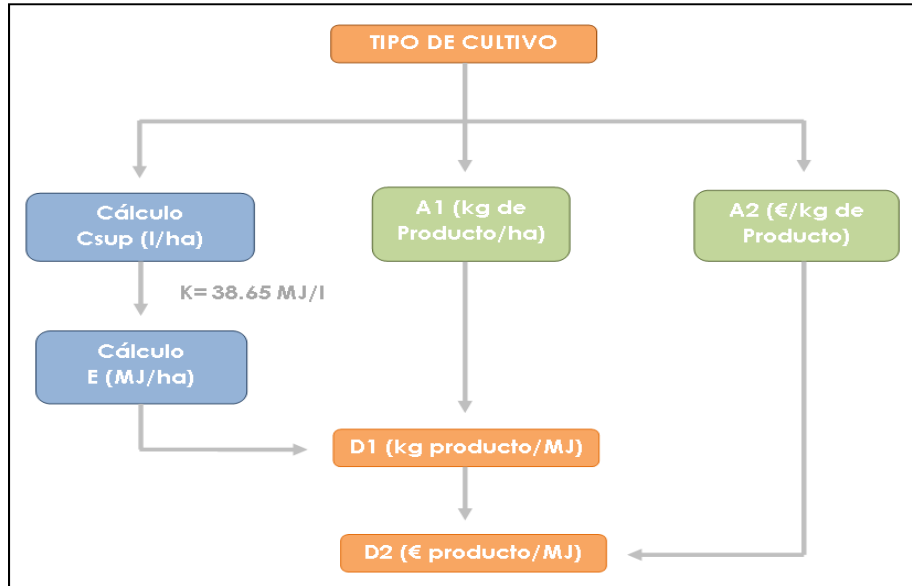 TIPO DE CULTIVO
Cálculo
Csup (l/ha)
A1 (kg de
Producto/ha)
A2 (€/kg de
Producto)
K= 38.65 MJ/l
Cálculo
E (MJ/ha)
D1 (kg producto/MJ)
D2 (€ producto/MJ)